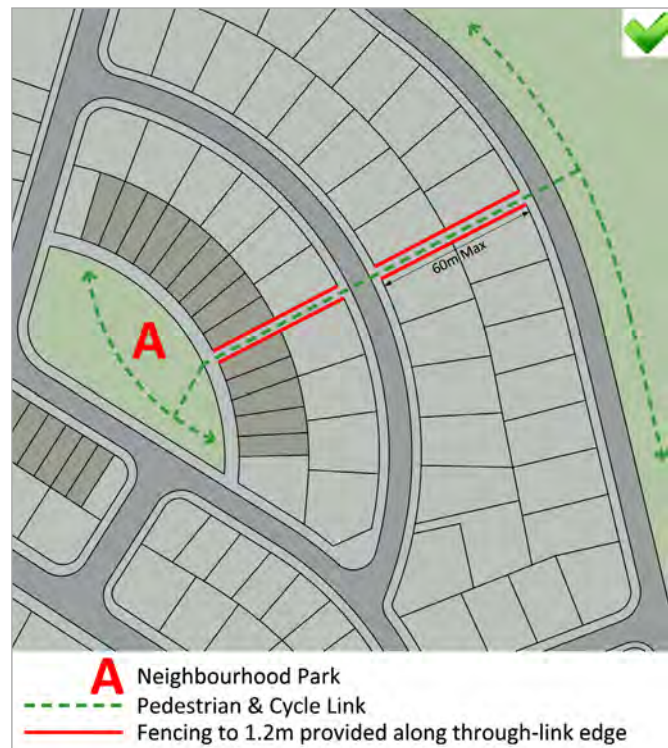 60m Max
A
A Neighbourhood Park
Pedestrian & Cycle Link
Fencing to 1.2m provided along through-link edge